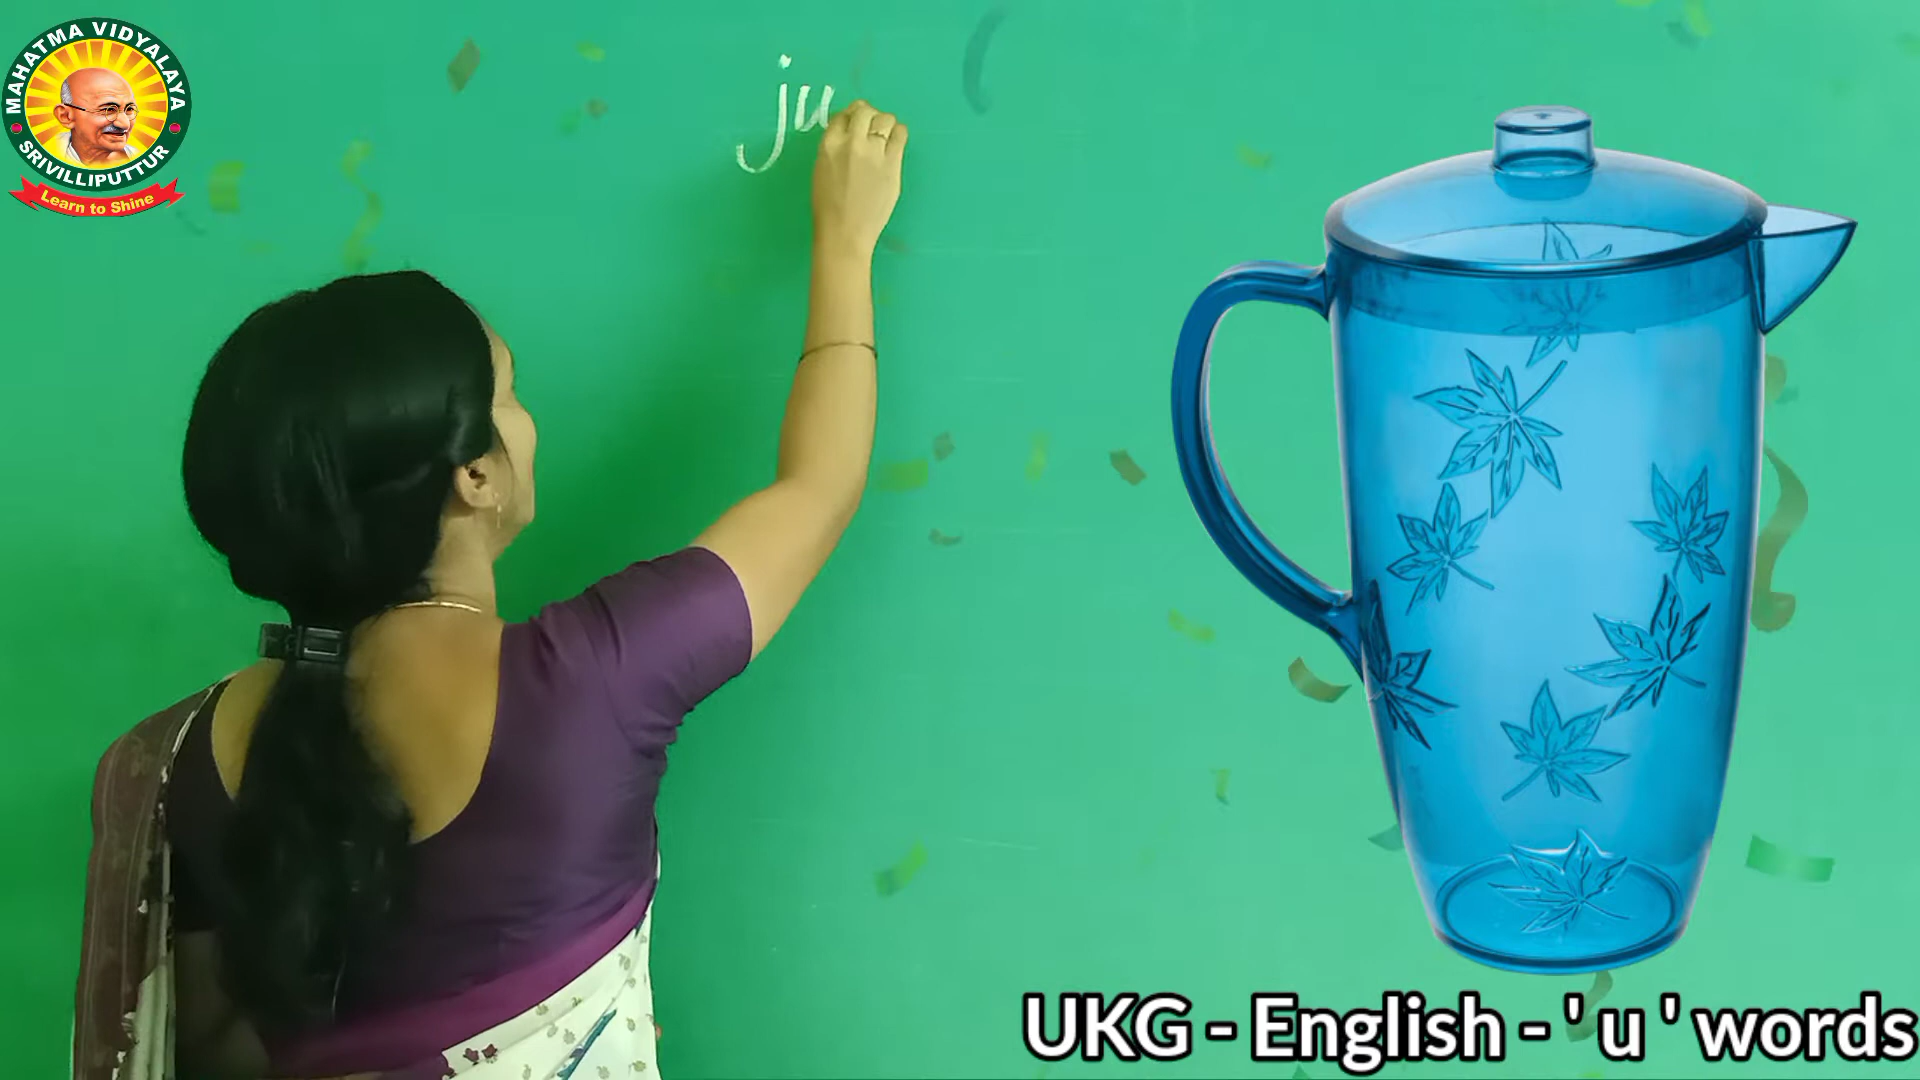 MAHATMA VIDYALAYA
SRIVILLIPUTTUR
Learn to Shine
ju
UKG - English - ' u ' words